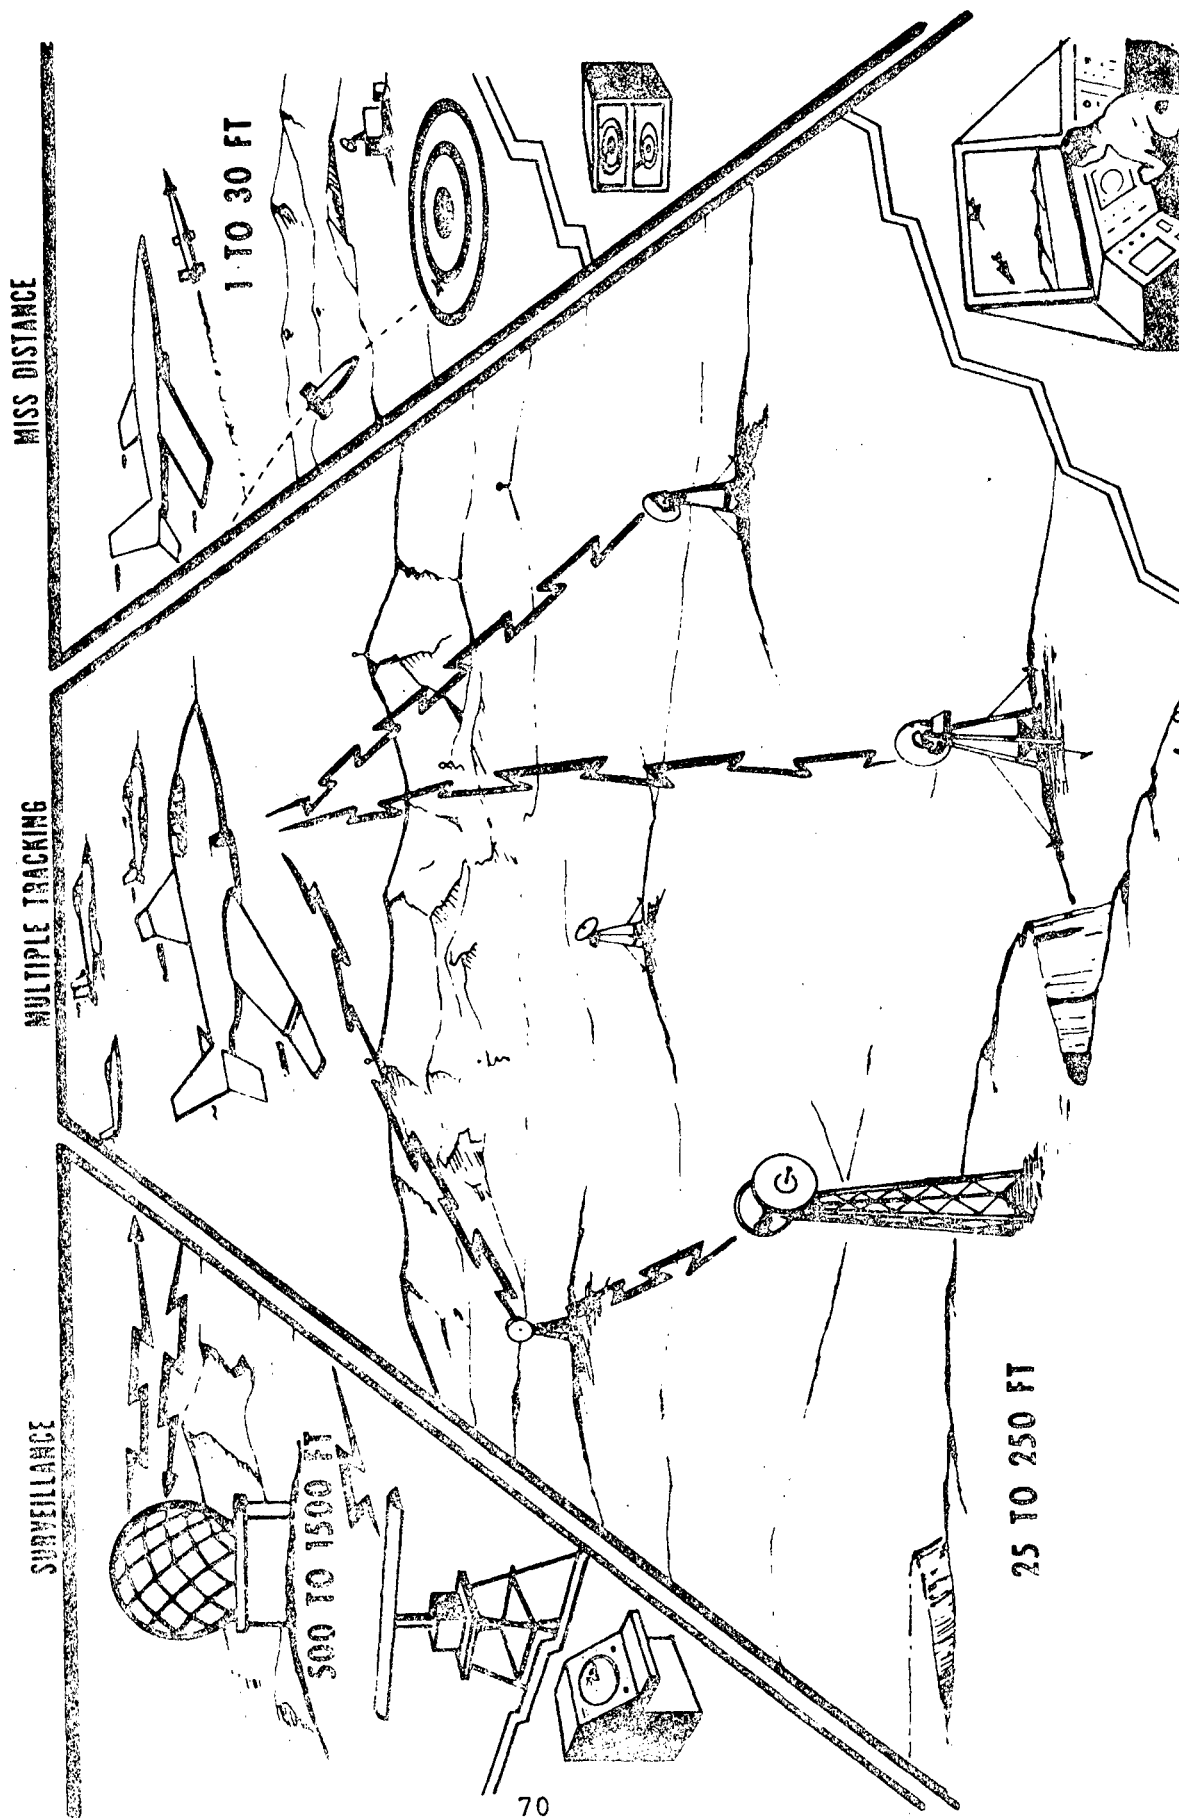 SURVEILLANCE
MULTIPLE TRACKING
MISS DISTANCE
500 TO 1500 FT
1 TO 30 FT
25 TO 250 FT
70